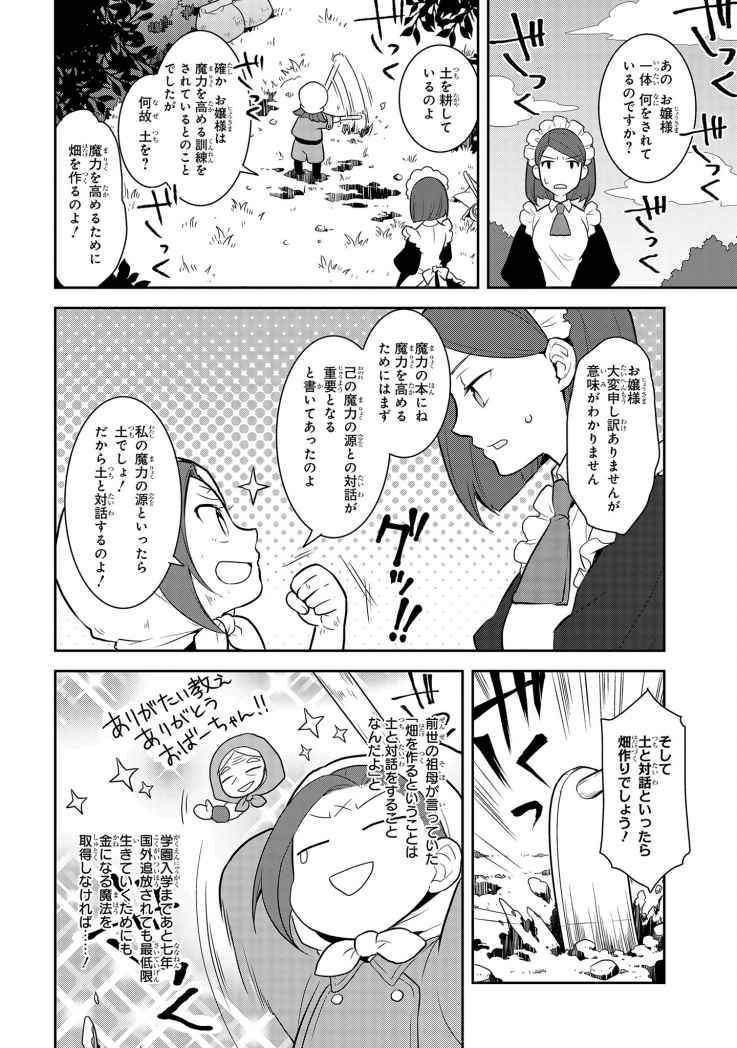 あの お嬢様
一体 何をされて
いるのですか？
ざっく
ざっく
土を耕して
いるのよ
ざっく
ざっく
確か お嬢様は
魔力を高める訓練を
されているとのこと
でしたが
何故 土を？
魔力を高めるために
畑を作るのよ！
お嬢様
大変申し訳ありませんが
意味がわかりません
魔力の本にね
魔力を高める
ためにはまず
己の魔力の源との対話が
重要となる
と書いてあったのよ
グッ!!
私の魔力の源といったら
土でしょ！
だから土と対話するのよ！
そして
土と対話といったら
畑作りでしょう！
前世の祖母が言っていた
「畑を作るということは
土と対話をすること
なんだよ」と
ありがたい教え
ありがとう
おばーちゃん!!
学園入学まであと七年
国外追放されても最低限
生きていくためにも
金になる魔法を
取得しなければ……！